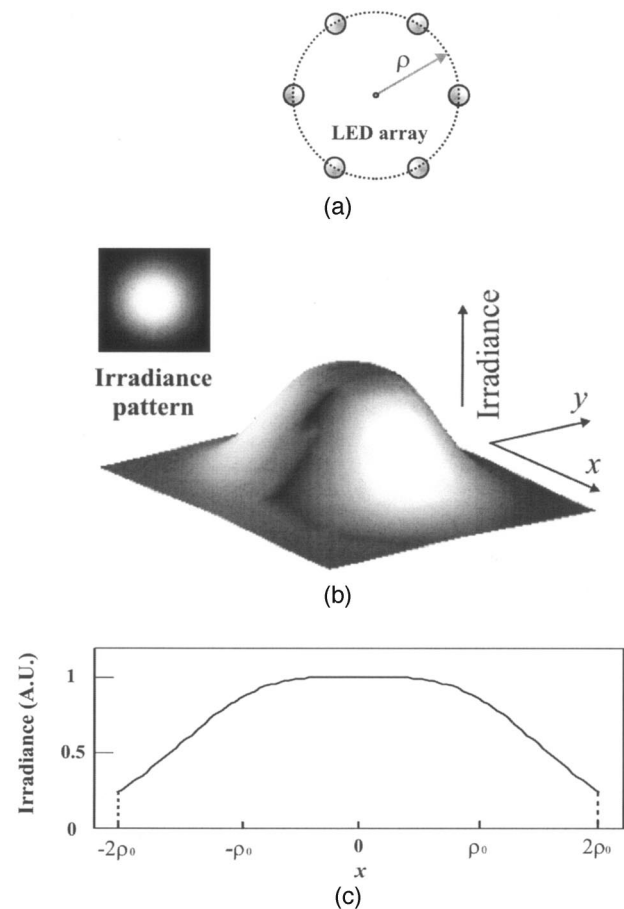 ρ
LED array
(a)
Irradiance
pattern
Irradiance
y
x
(b)
Irradiance (A.U.)
1
0.5
0
-2ρ₀ -ρ₀ 0 ρ₀ 2ρ₀
x
(c)